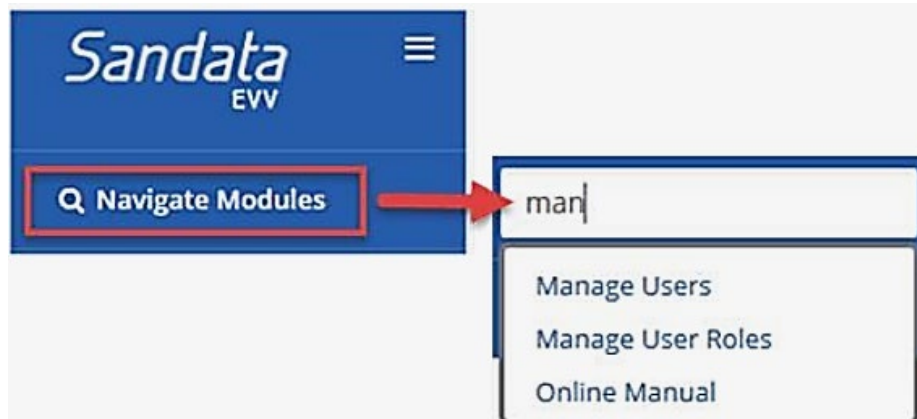 Sandata
EVV
Navigate Modules
man
Manage Users
Manage User Roles
Online Manual